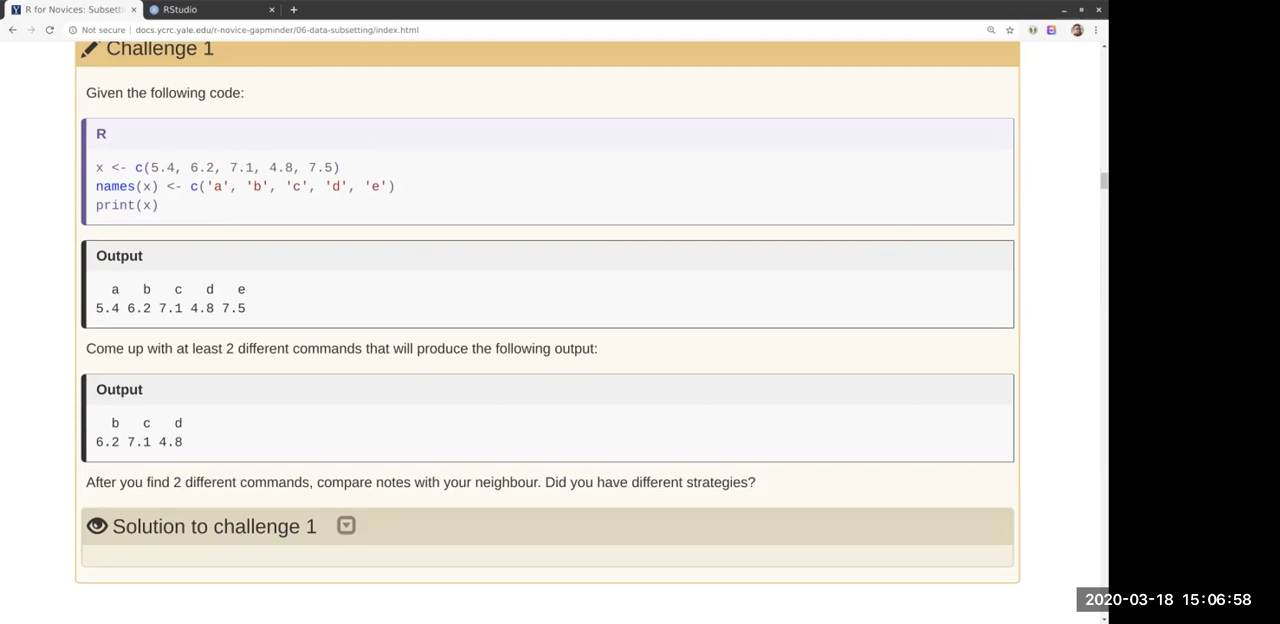 R for Novices: Subsetti
RStudio
Not secure | docs.ycrc.yale.edu/r-novice-gapminder/06-data-subsetting/index.html
Challenge 1
Given the following code:
R
x <- c(5.4, 6.2, 7.1, 4.8, 7.5)
names(x) <- c('a', 'b', 'c', 'd', 'e')
print(x)
Output
a b c d e
5.4 6.2 7.1 4.8 7.5
Come up with at least 2 different commands that will produce the following output:
Output
b c d
6.2 7.1 4.8
After you find 2 different commands, compare notes with your neighbour. Did you have different strategies?
Solution to challenge 1
2020-03-18 15:06:58